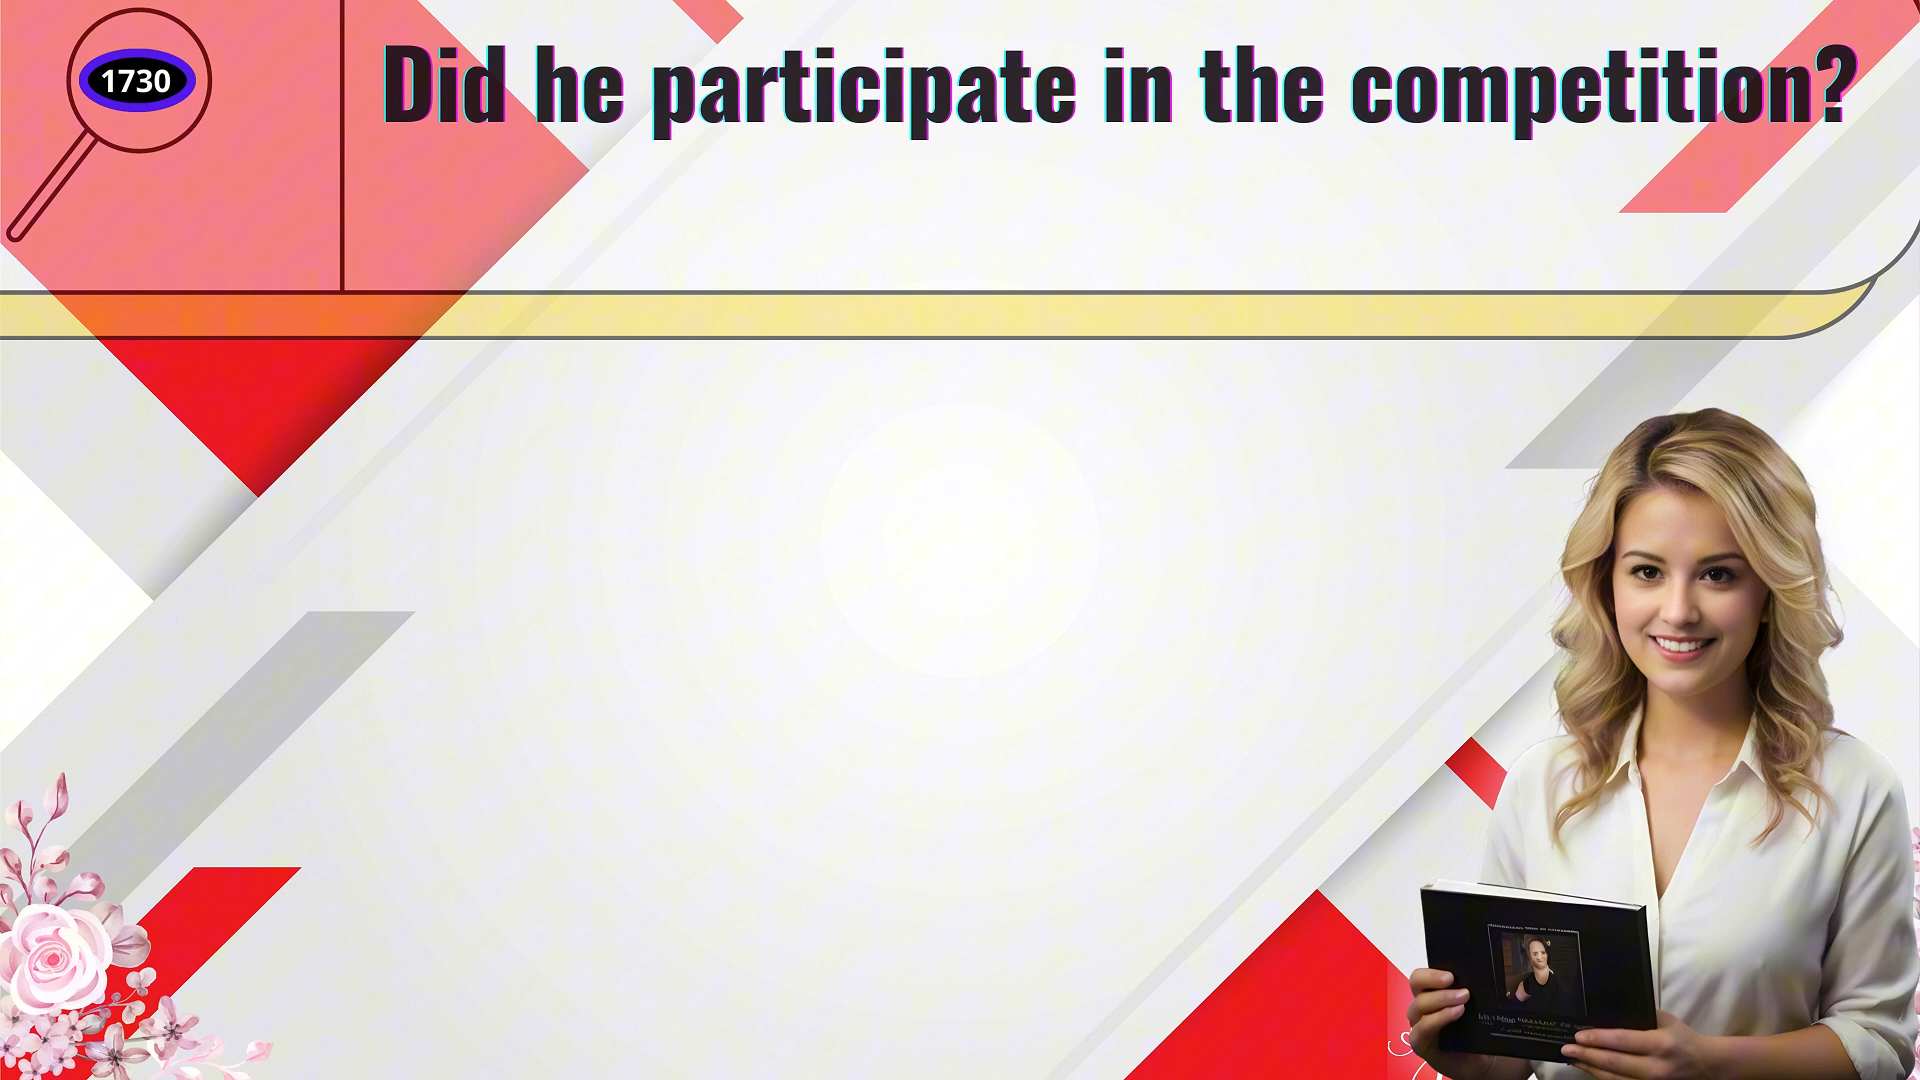 1730
Did he participate in the competition?